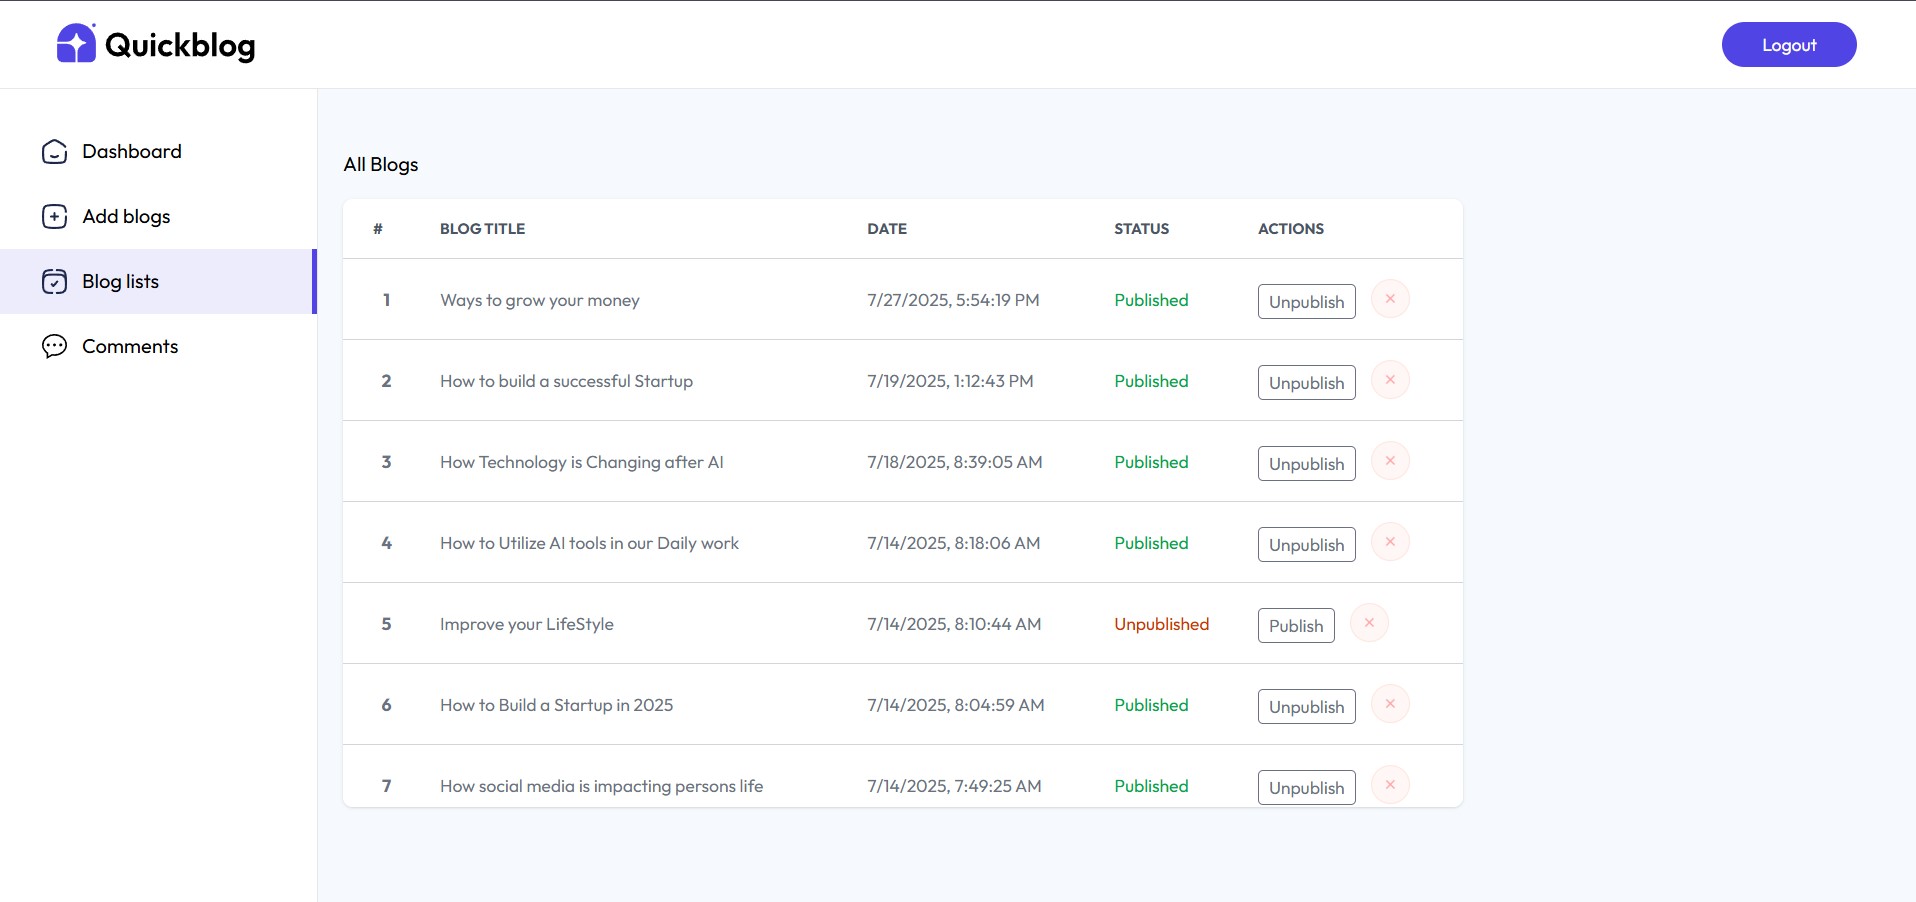 Quickblog
Logout
Dashboard
Add blogs
Blog lists
Comments
All Blogs
# BLOG TITLE DATE STATUS ACTIONS
1 Ways to grow your money 7/27/2025, 5:54:19 PM Published Unpublish
2 How to build a successful Startup 7/19/2025, 1:12:43 PM Published Unpublish
3 How Technology is Changing after AI 7/18/2025, 8:39:05 AM Published Unpublish
4 How to Utilize AI tools in our Daily work 7/14/2025, 8:18:06 AM Published Unpublish
5 Improve your LifeStyle 7/14/2025, 8:10:44 AM Unpublished Publish
6 How to Build a Startup in 2025 7/14/2025, 8:04:59 AM Published Unpublish
7 How social media is impacting persons life 7/14/2025, 7:49:25 AM Published Unpublish